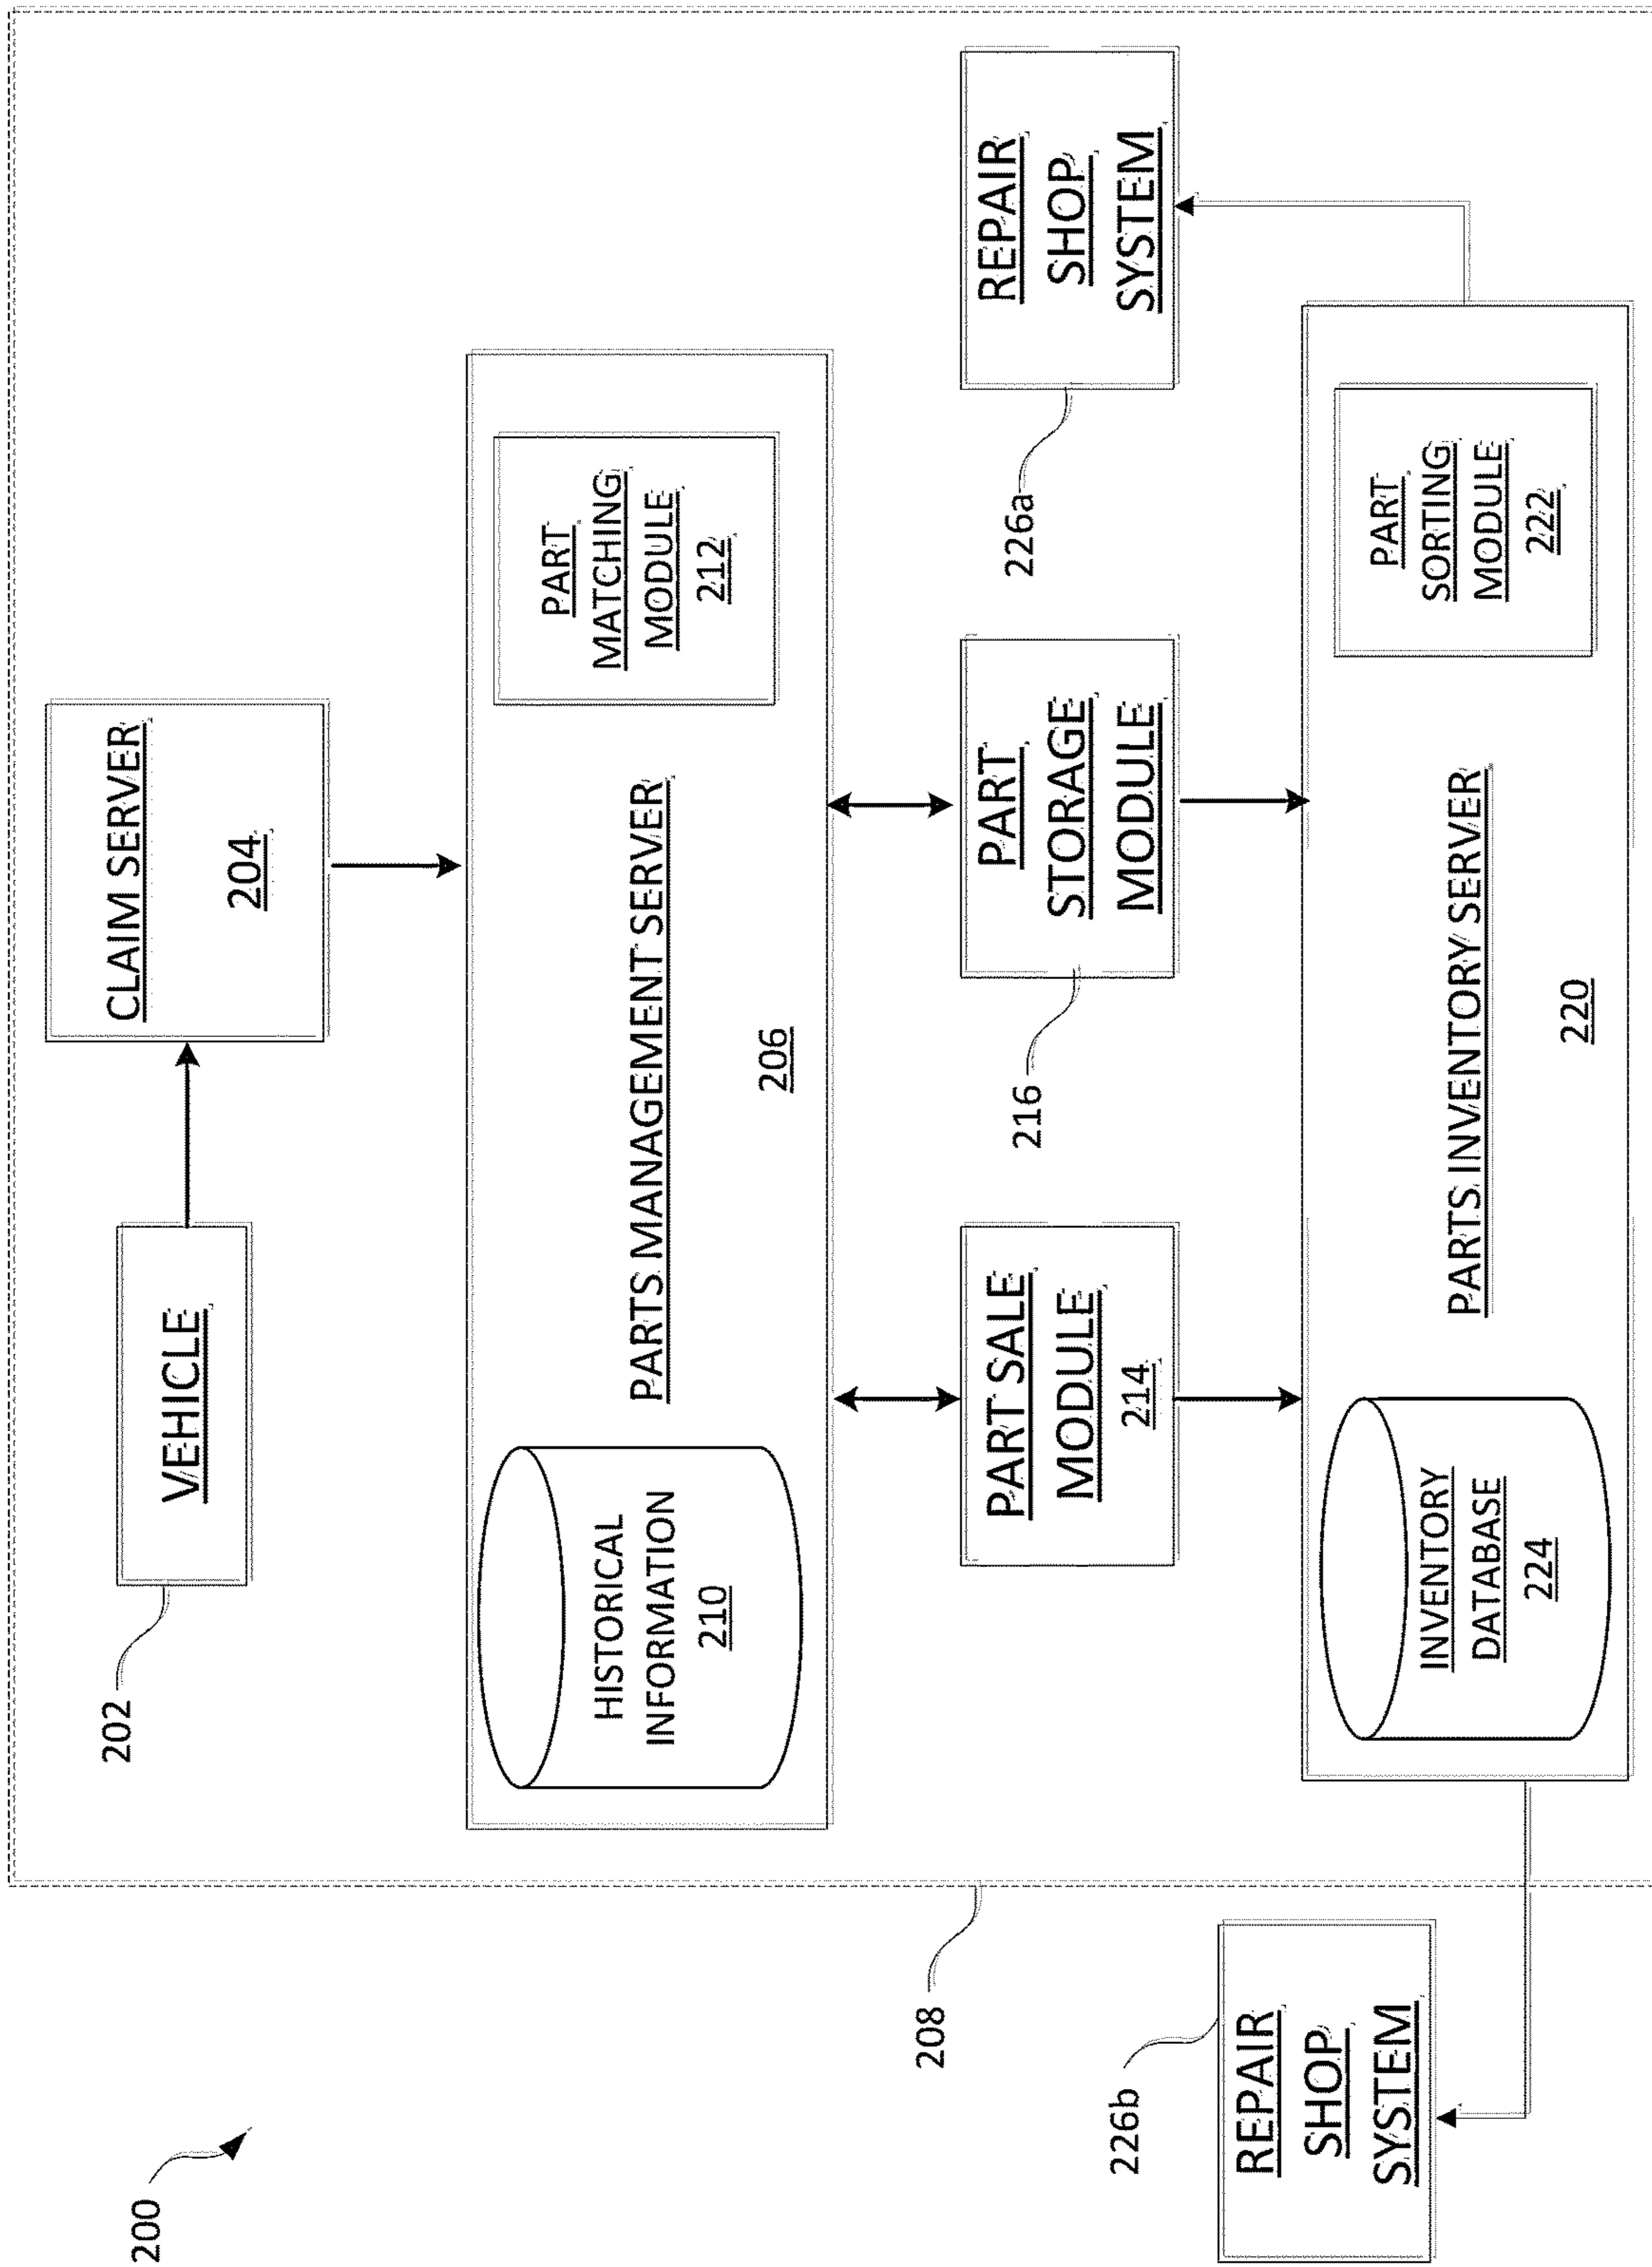 200
202
VEHICLE
CLAIM SERVER
204
HISTORICAL
INFORMATION
210
PARTS MANAGEMENT SERVER
206
PART
MATCHING
MODULE
212
208
PART SALE
MODULE
214
216
PART
STORAGE
MODULE
226a
REPAIR
SHOP
SYSTEM
226b
REPAIR
SHOP
SYSTEM
INVENTORY
DATABASE
224
PARTS INVENTORY SERVER
220
PART
SORTING
MODULE
222